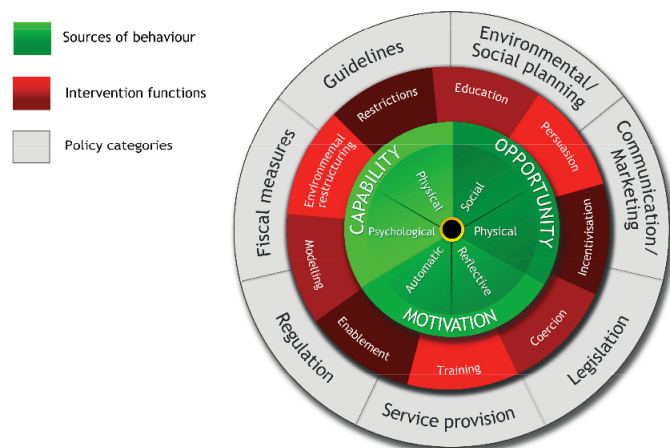 Sources of behaviour
Intervention functions
Policy categories
Guidelines
Environmental/
Social planning
Communication/
Marketing
Legislation
Service provision
Regulation
Fiscal measures
Restrictions
Education
Persuasion
Incentivisation
Coercion
Training
Enablement
Modelling
Environmental
restructuring
CAPABILITY
OPPORTUNITY
MOTIVATION
Physical
Social
Psychological
Physical
Automatic
Reflective